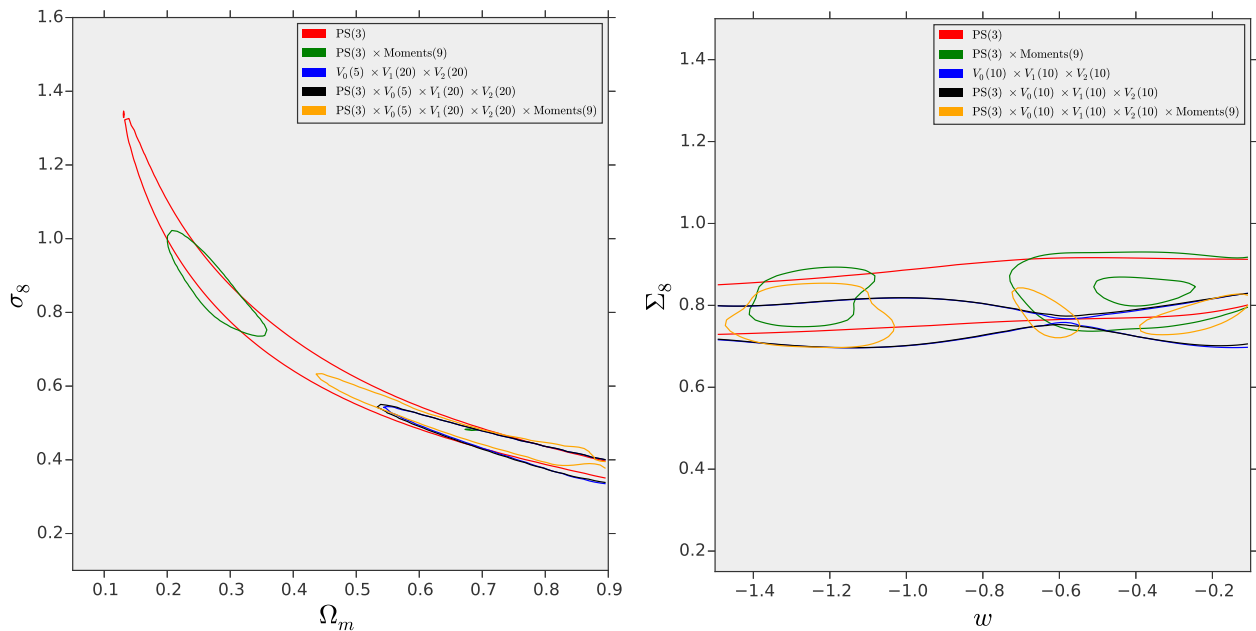 1.6
1.4
1.2
1.0
0.8
0.6
0.4
0.2
σ₈
0.1 0.2 0.3 0.4 0.5 0.6 0.7 0.8 0.9
Ωₘ
PS(3)
PS(3) × Moments(9)
V₀(5) × V₁(20) × V₂(20)
PS(3) × V₀(5) × V₁(20) × V₂(20)
PS(3) × V₀(5) × V₁(20) × V₂(20) × Moments(9)
1.4
1.2
1.0
0.8
0.6
0.4
0.2
Σ₈
−1.4 −1.2 −1.0 −0.8 −0.6 −0.4 −0.2
w
PS(3)
PS(3) × Moments(9)
V₀(10) × V₁(10) × V₂(10)
PS(3) × V₀(10) × V₁(10) × V₂(10)
PS(3) × V₀(10) × V₁(10) × V₂(10) × Moments(9)